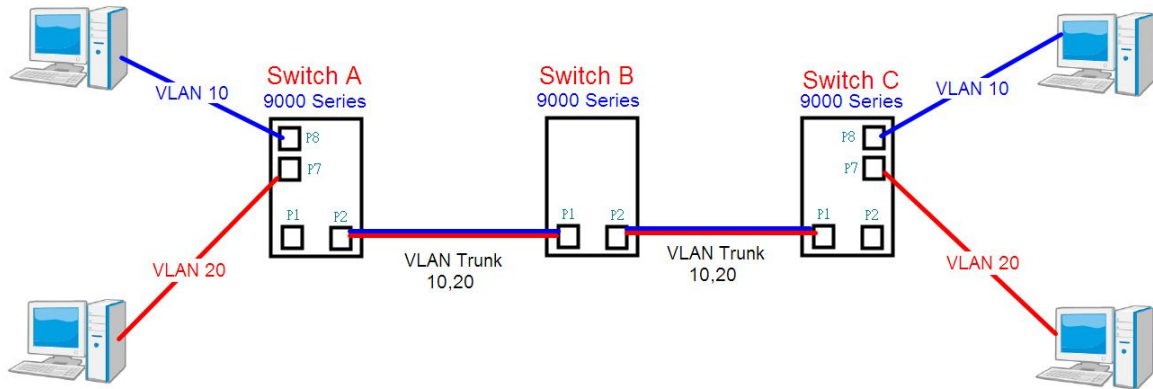 Switch A
9000 Series
Switch B
9000 Series
Switch C
9000 Series
VLAN 10
VLAN 10
P8
P7
P8
P7
P1
P2
P1
P2
P1
P2
VLAN Trunk
10,20
VLAN Trunk
10,20
VLAN 20
VLAN 20